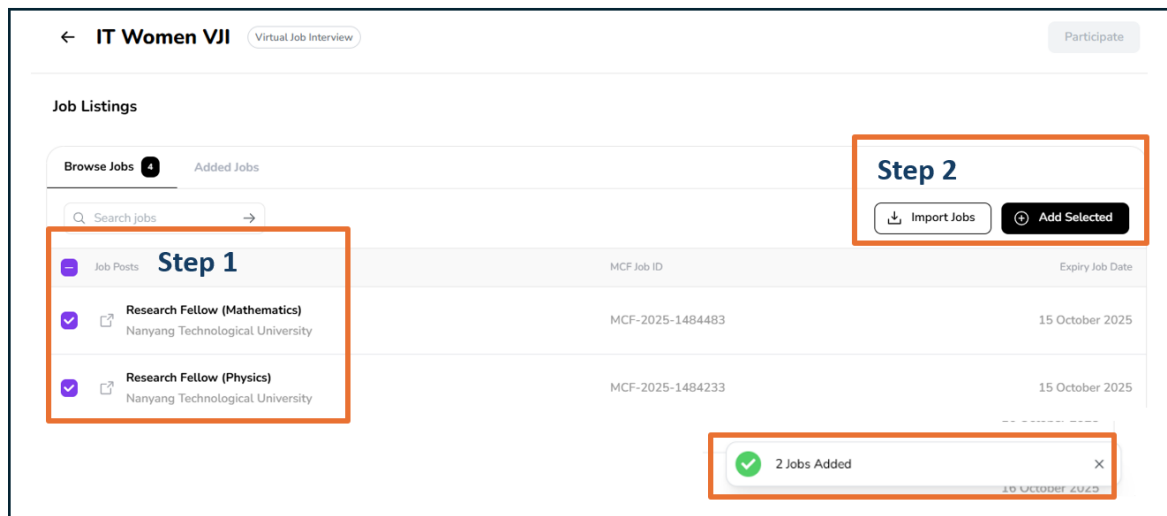 IT Women VJI Virtual Job Interview Participate
Job Listings
Browse Jobs 4 Added Jobs
Step 2
Search jobs Import Jobs Add Selected
Job Posts Step 1 MCF Job ID Expiry Job Date
Research Fellow (Mathematics)
Nanyang Technological University MCF-2025-1484483 15 October 2025
Research Fellow (Physics)
Nanyang Technological University MCF-2025-1484233 15 October 2025
2 Jobs Added
16 October 2025